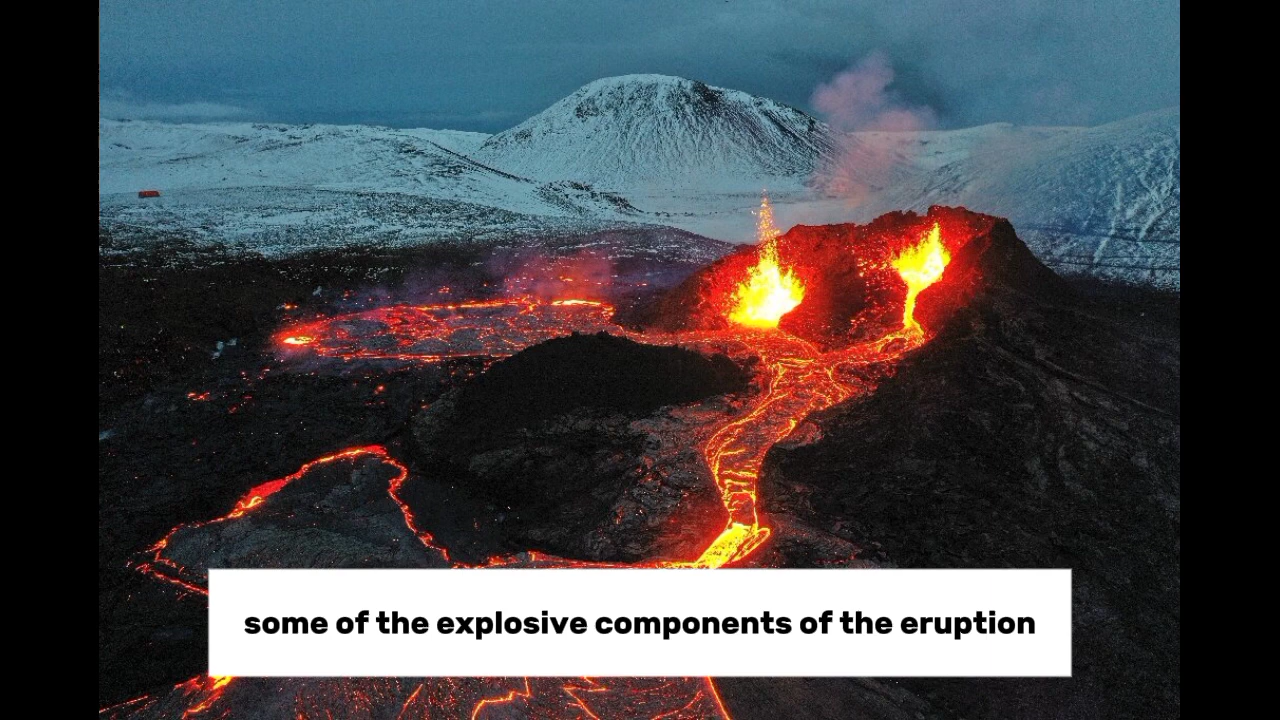 some of the explosive components of the eruption